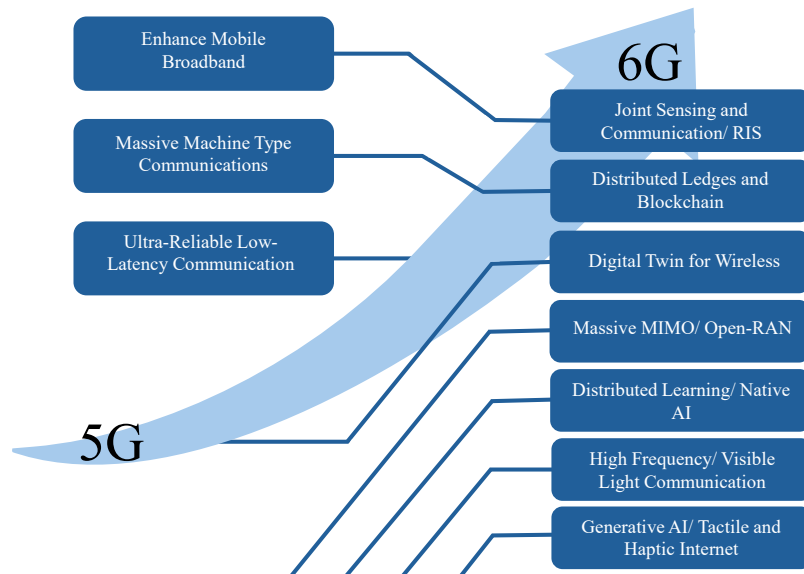 Enhance Mobile
Broadband
Massive Machine Type
Communications
Ultra-Reliable Low-
Latency Communication
5G
6G
Joint Sensing and
Communication/ RIS
Distributed Ledges and
Blockchain
Digital Twin for Wireless
Massive MIMO/ Open-RAN
Distributed Learning/ Native
AI
High Frequency/ Visible
Light Communication
Generative AI/ Tactile and
Haptic Internet